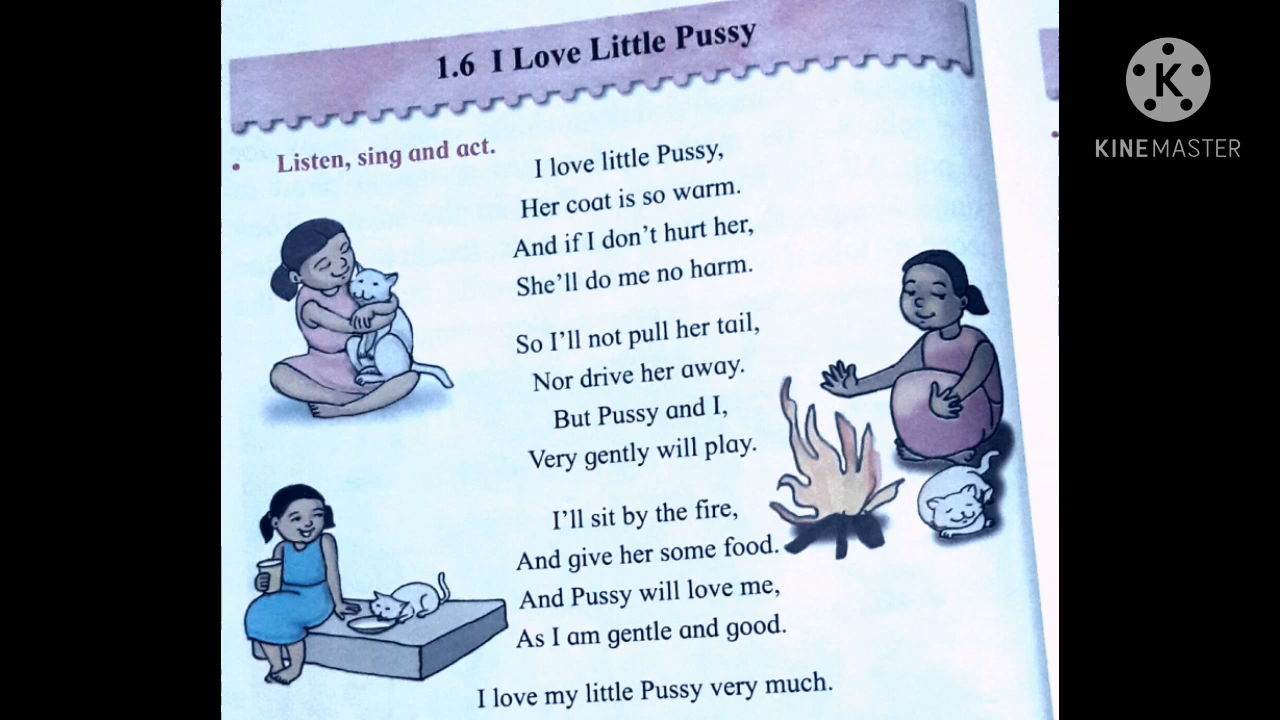 1.6 I Love Little Pussy
• Listen, sing and act.
I love little Pussy,
Her coat is so warm.
And if I don't hurt her,
She'll do me no harm.
So I'll not pull her tail,
Nor drive her away.
But Pussy and I,
Very gently will play.
I'll sit by the fire,
And give her some food.
And Pussy will love me,
As I am gentle and good.
I love my little Pussy very much.
K
KINEMASTER